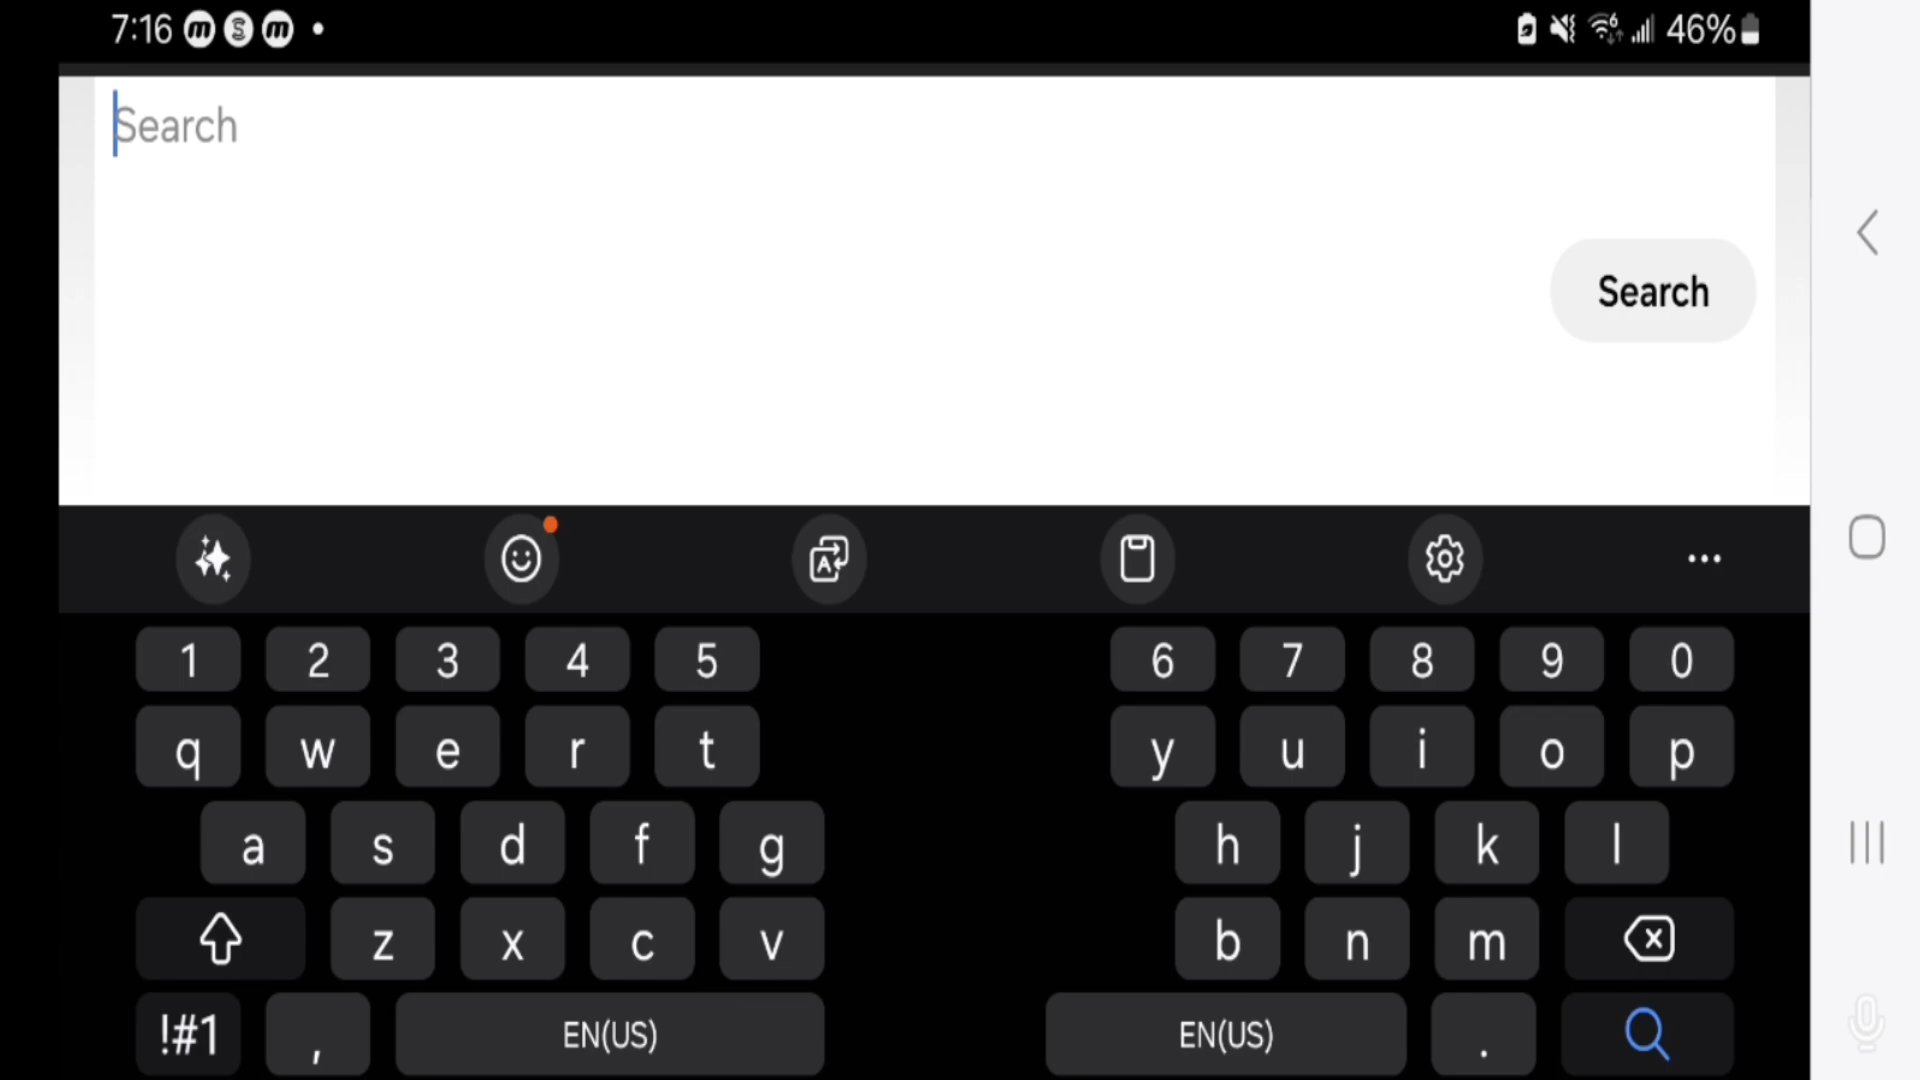 7:16 m S m 46%
Search
Search
A
1 2 3 4 5 6 7 8 9 0
q w e r t y u i o p
a s d f g h j k l
z x c v b n m
!#1 , EN(US) EN(US) .